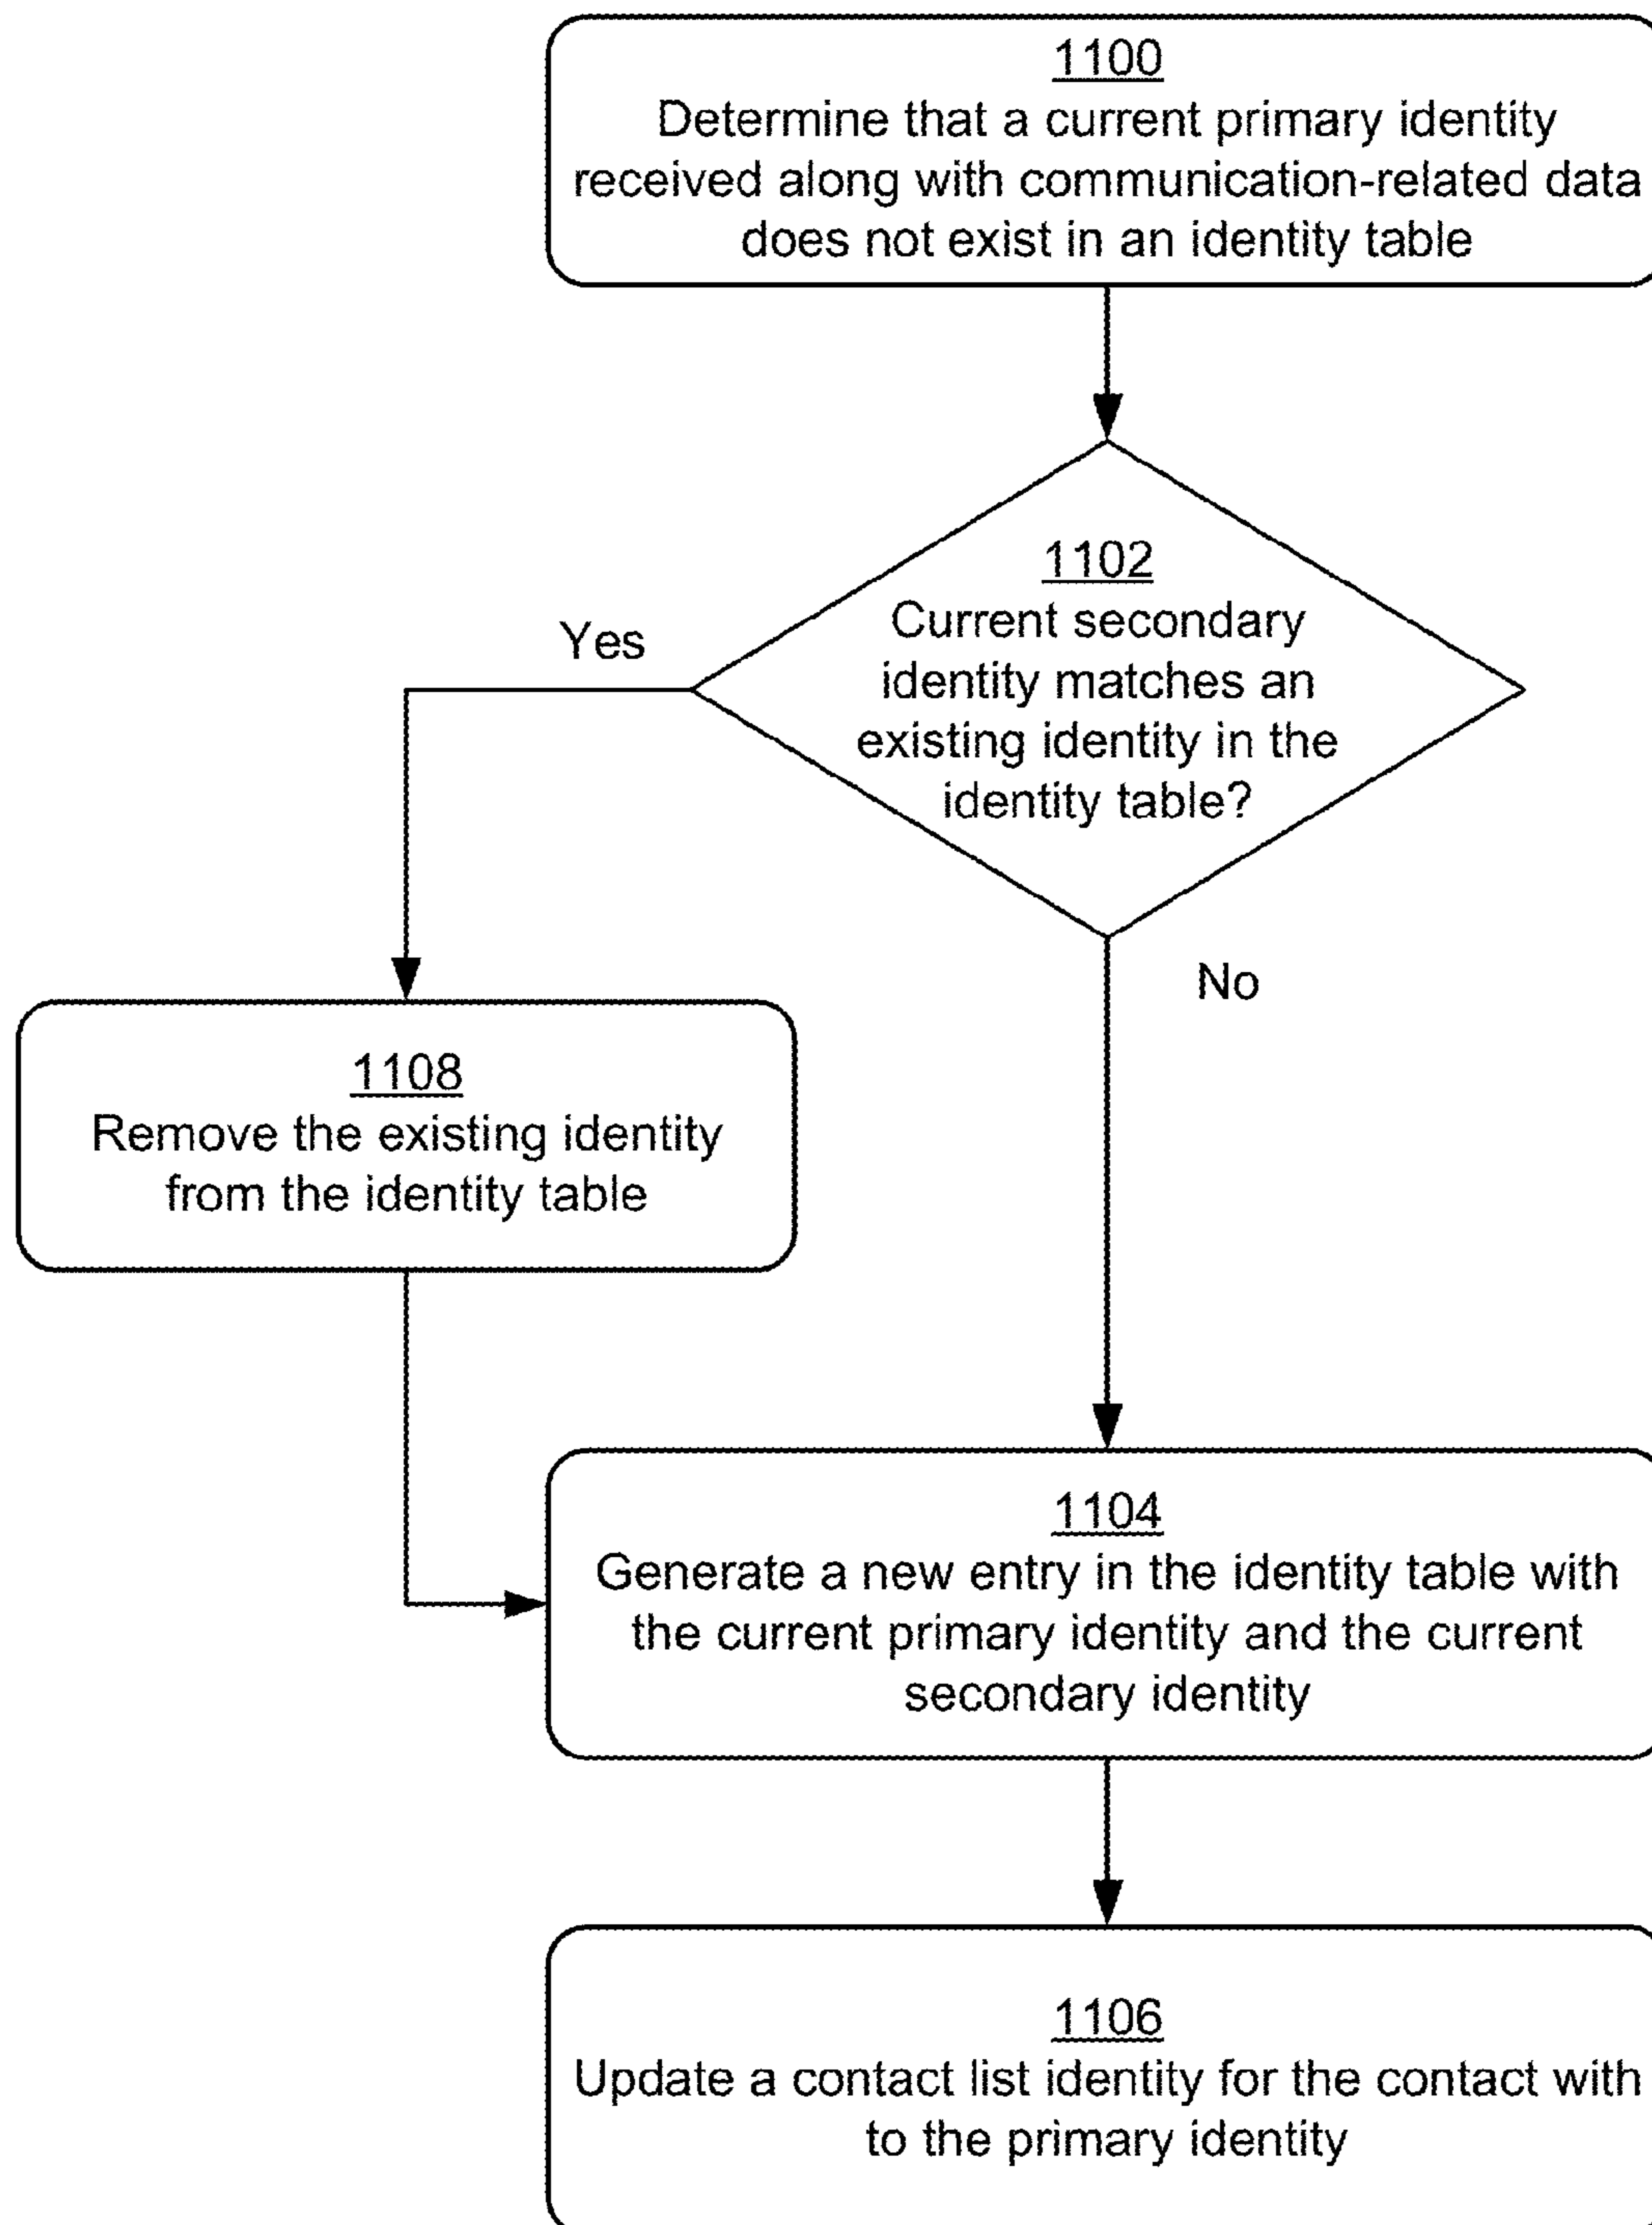 1100
Determine that a current primary identity
received along with communication-related data
does not exist in an identity table
1102
Current secondary
identity matches an
existing identity in the
identity table?
Yes
No
1108
Remove the existing identity
from the identity table
1104
Generate a new entry in the identity table with
the current primary identity and the current
secondary identity
1106
Update a contact list identity for the contact with
to the primary identity